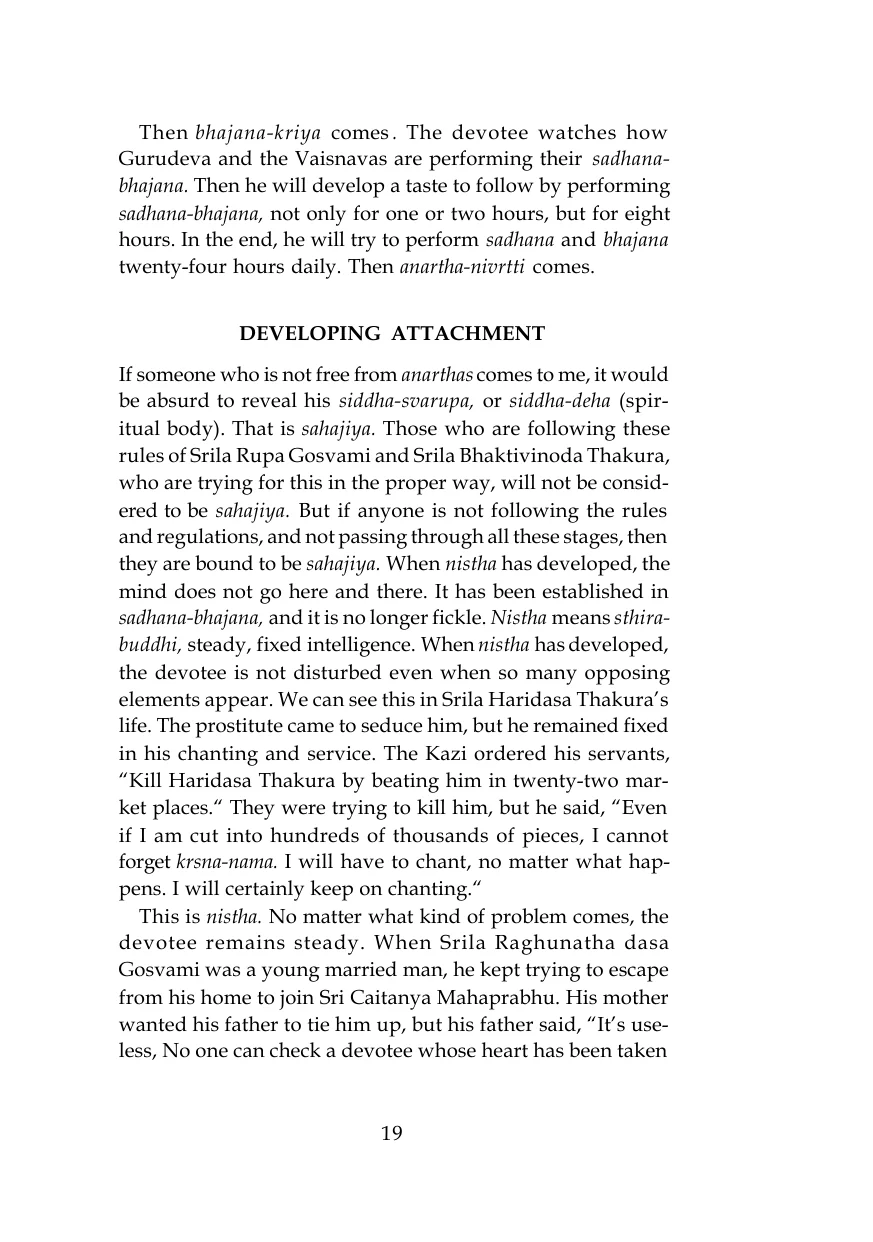 Then bhajana-kriya comes. The devotee watches how
Gurudeva and the Vaisnavas are performing their sadhana-
bhajana. Then he will develop a taste to follow by performing
sadhana-bhajana, not only for one or two hours, but for eight
hours. In the end, he will try to perform sadhana and bhajana
twenty-four hours daily. Then anartha-nivrtti comes.
DEVELOPING ATTACHMENT
If someone who is not free from anarthas comes to me, it would
be absurd to reveal his siddha-svarupa, or siddha-deha (spir-
itual body). That is sahajiya. Those who are following these
rules of Srila Rupa Gosvami and Srila Bhaktivinoda Thakura,
who are trying for this in the proper way, will not be consid-
ered to be sahajiya. But if anyone is not following the rules
and regulations, and not passing through all these stages, then
they are bound to be sahajiya. When nistha has developed, the
mind does not go here and there. It has been established in
sadhana-bhajana, and it is no longer fickle. Nistha means sthira-
buddhi, steady, fixed intelligence. When nistha has developed,
the devotee is not disturbed even when so many opposing
elements appear. We can see this in Srila Haridasa Thakura’s
life. The prostitute came to seduce him, but he remained fixed
in his chanting and service. The Kazi ordered his servants,
“Kill Haridasa Thakura by beating him in twenty-two mar-
ket places.“ They were trying to kill him, but he said, “Even
if I am cut into hundreds of thousands of pieces, I cannot
forget krsna-nama. I will have to chant, no matter what hap-
pens. I will certainly keep on chanting.“
This is nistha. No matter what kind of problem comes, the
devotee remains steady. When Srila Raghunatha dasa
Gosvami was a young married man, he kept trying to escape
from his home to join Sri Caitanya Mahaprabhu. His mother
wanted his father to tie him up, but his father said, “It’s use-
less, No one can check a devotee whose heart has been taken
19